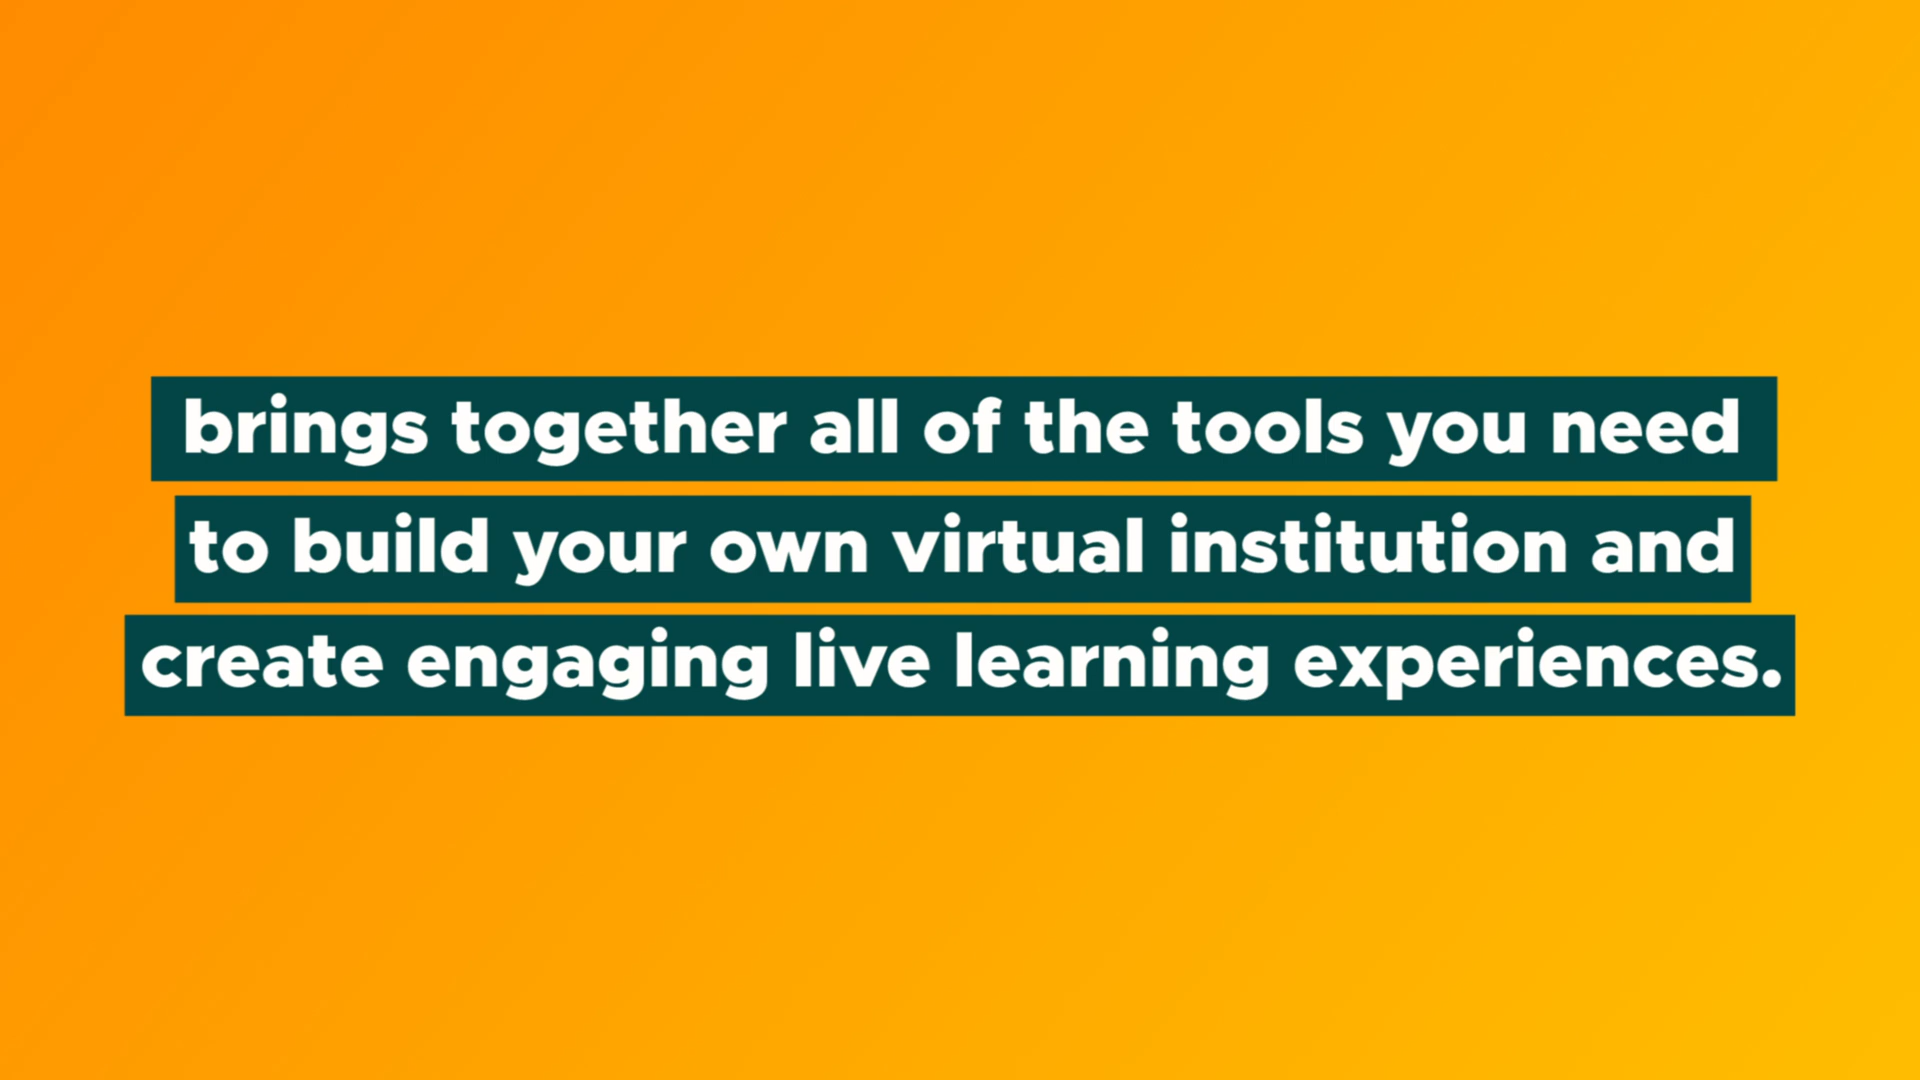 brings together all of the tools you need
to build your own virtual institution and
create engaging live learning experiences.